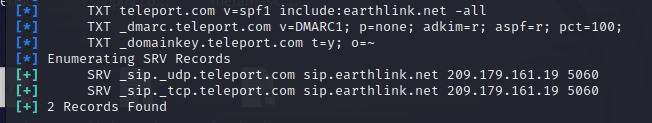 [*] TXT teleport.com v=spf1 include:earthlink.net -all
[*] TXT _dmarc.teleport.com v=DMARC1; p=none; adkim=r; aspf=r; pct=100;
[*] TXT _domainkey.teleport.com t=y; o=~
[*] Enumerating SRV Records
[+] SRV _sip._udp.teleport.com sip.earthlink.net 209.179.161.19 5060
[+] SRV _sip._tcp.teleport.com sip.earthlink.net 209.179.161.19 5060
[+] 2 Records Found